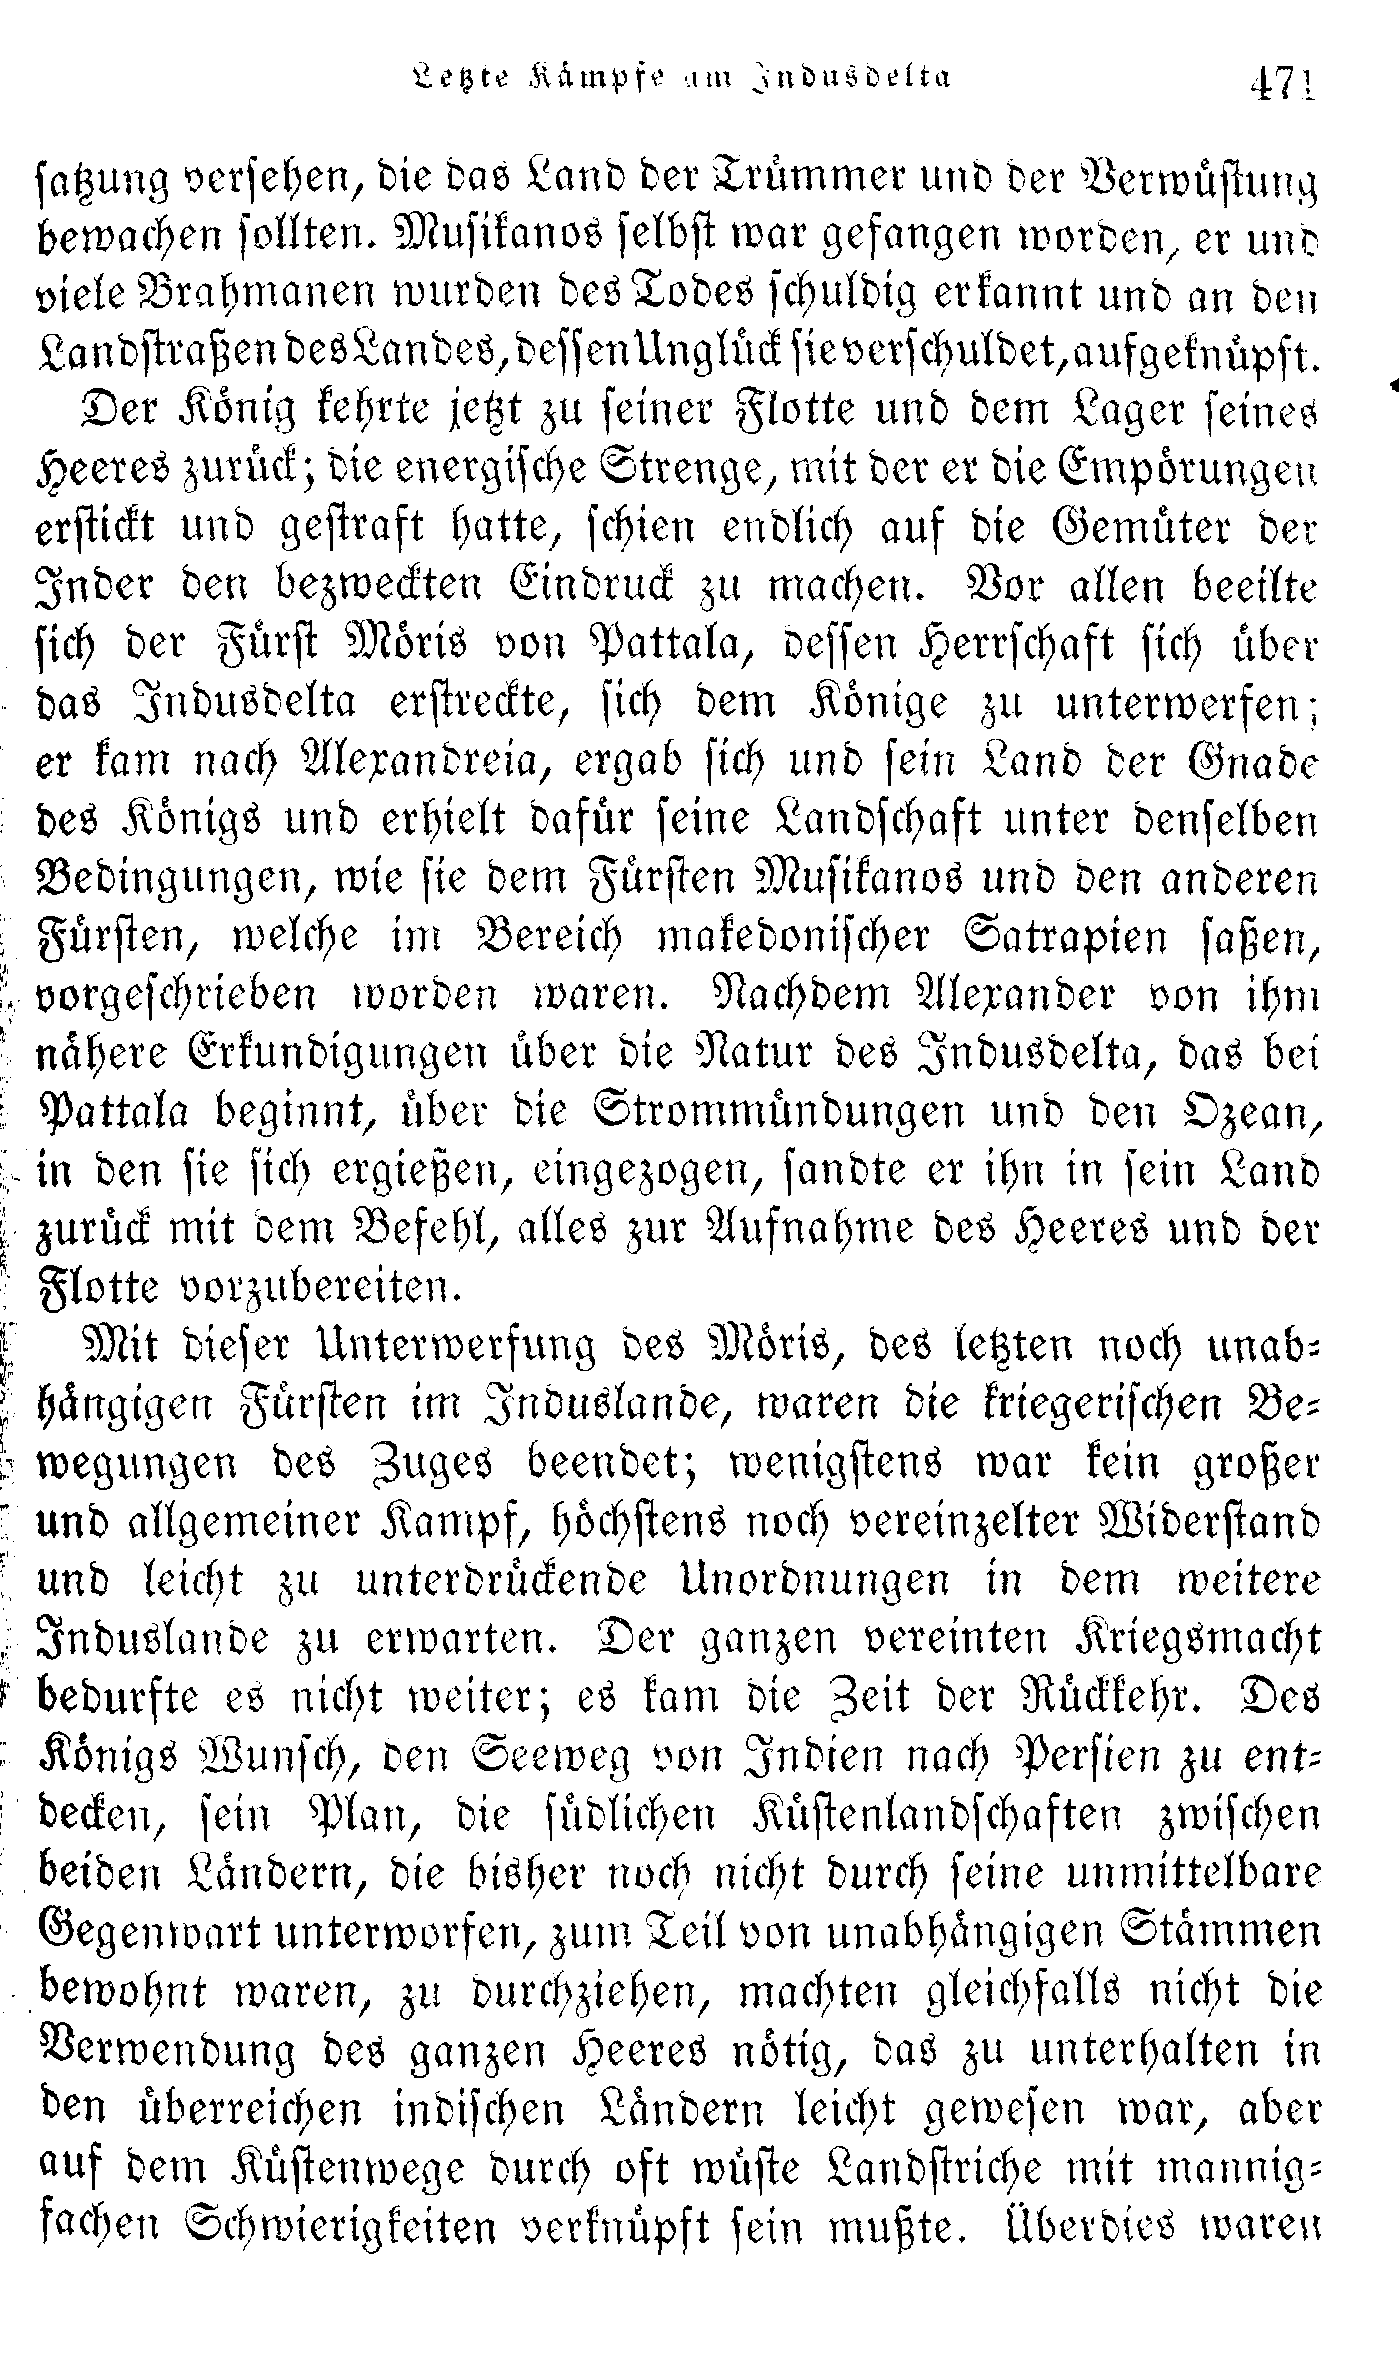 Letzte Kämpfe am Indusdelta 471
satzung versehen, die das Land der Trümmer und der Verwüstung
bewachen sollten. Musikanos selbst war gefangen worden, er und
viele Brahmanen wurden des Todes schuldig erkannt und an den
Landstraßen des Landes, dessen Unglück sie verschuldet, aufgeknüpft.
Der König kehrte jetzt zu seiner Flotte und dem Lager seines
Heeres zurück; die energische Strenge, mit der er die Empörungen
erstickt und gestraft hatte, schien endlich auf die Gemüter der
Inder den bezweckten Eindruck zu machen. Vor allen beeilte
sich der Fürst Möris von Pattala, dessen Herrschaft sich über
das Indusdelta erstreckte, sich dem Könige zu unterwerfen;
er kam nach Alexandreia, ergab sich und sein Land der Gnade
des Königs und erhielt dafür seine Landschaft unter denselben
Bedingungen, wie sie dem Fürsten Musikanos und den anderen
Fürsten, welche im Bereich makedonischer Satrapien saßen,
vorgeschrieben worden waren. Nachdem Alexander von ihm
nähere Erkundigungen über die Natur des Indusdelta, das bei
Pattala beginnt, über die Strommündungen und den Ozean,
in den sie sich ergießen, eingezogen, sandte er ihn in sein Land
zurück mit dem Befehl, alles zur Aufnahme des Heeres und der
Flotte vorzubereiten.
Mit dieser Unterwerfung des Möris, des letzten noch unab-
hängigen Fürsten im Induslande, waren die kriegerischen Be-
wegungen des Zuges beendet; wenigstens war kein großer
und allgemeiner Kampf, höchstens noch vereinzelter Widerstand
und leicht zu unterdrückende Unordnungen in dem weitere
Induslande zu erwarten. Der ganzen vereinten Kriegsmacht
bedurfte es nicht weiter; es kam die Zeit der Rückkehr. Des
Königs Wunsch, den Seeweg von Indien nach Persien zu ent-
decken, sein Plan, die südlichen Küstenlandschaften zwischen
beiden Ländern, die bisher noch nicht durch seine unmittelbare
Gegenwart unterworfen, zum Teil von unabhängigen Stämmen
bewohnt waren, zu durchziehen, machten gleichfalls nicht die
Verwendung des ganzen Heeres nötig, das zu unterhalten in
den überreichen indischen Ländern leicht gewesen war, aber
auf dem Küstenwege durch oft wüste Landstriche mit mannig-
fachen Schwierigkeiten verknüpft sein mußte. Überdies waren